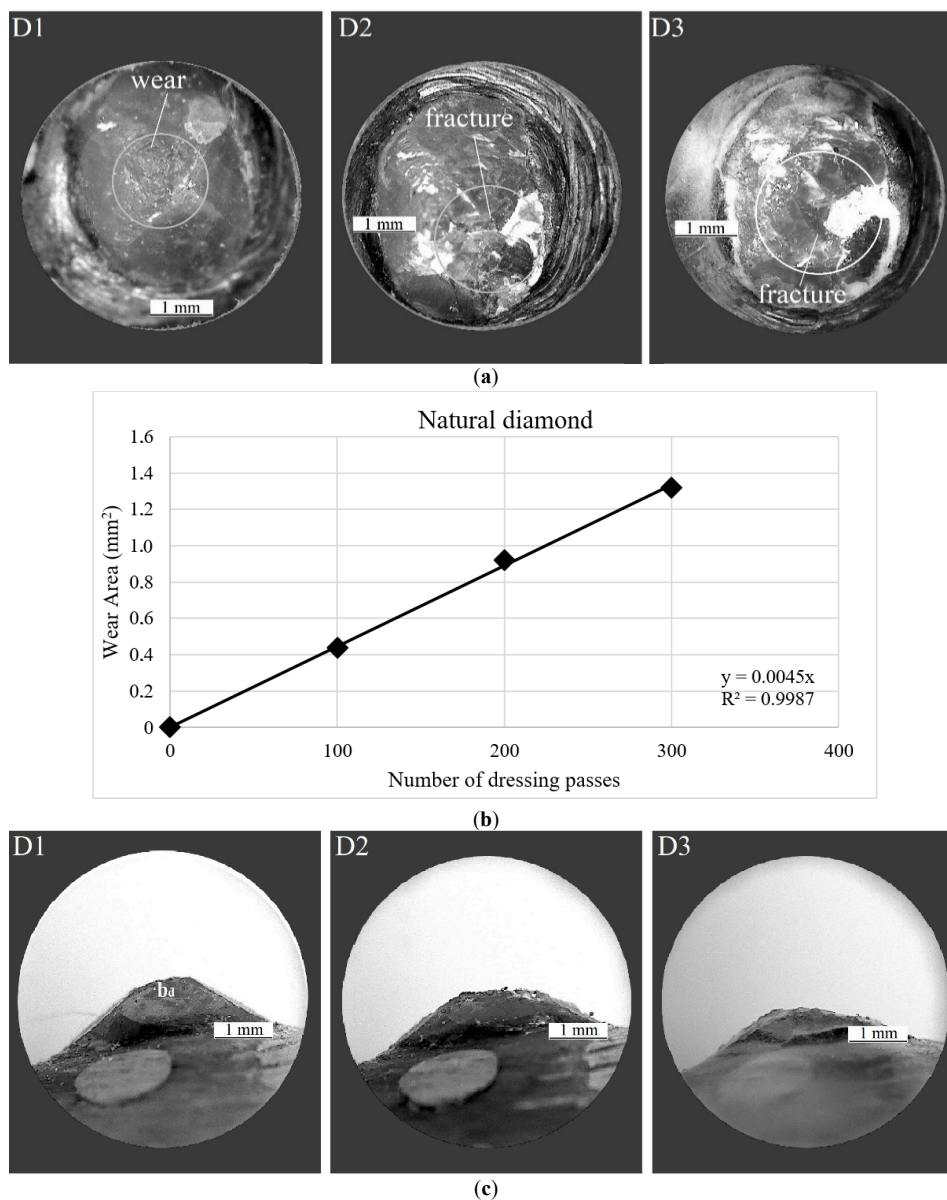 D1
D2
D3
wear
fracture
fracture
1 mm
1 mm
1 mm
(a)
Natural diamond
1.6
1.4
1.2
1.0
0.8
0.6
0.4
0.2
0
Wear Area (mm²)
y = 0.0045x
R² = 0.9987
0
100
200
300
400
Number of dressing passes
(b)
D1
D2
D3
bd
1 mm
1 mm
1 mm
(c)